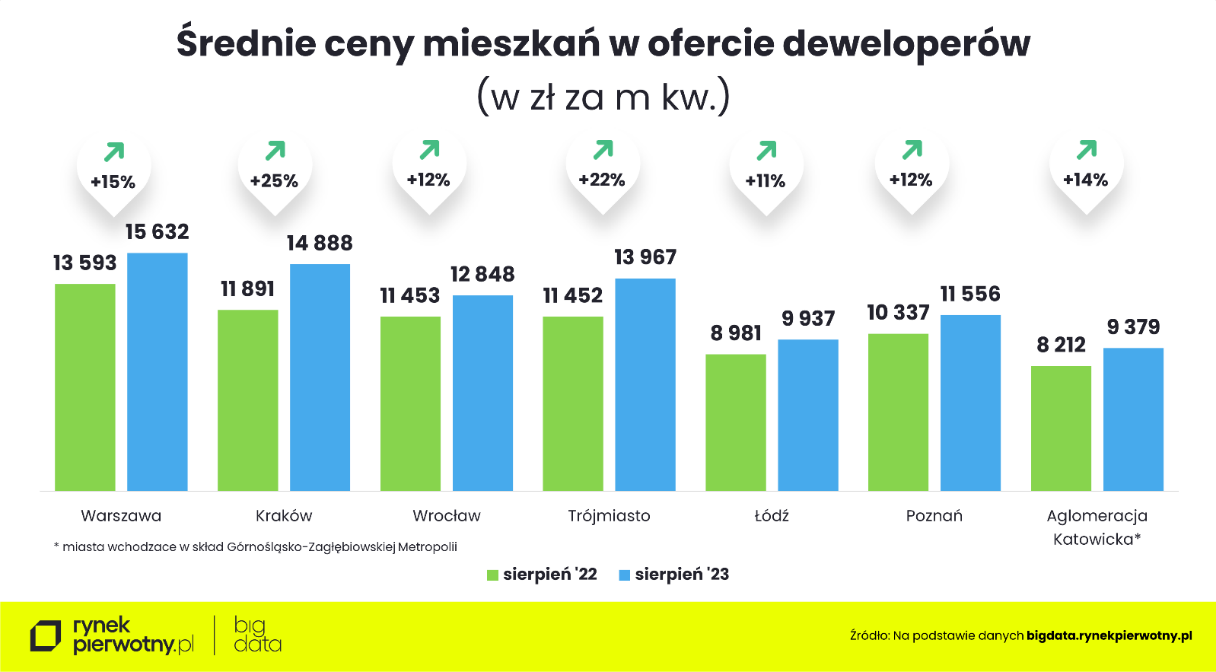 Średnie ceny mieszkań w ofercie deweloperów
(w zł za m kw.)
+15% +25% +12% +22% +11% +12% +14%
13 593 15 632 11 891 14 888 11 453 12 848 11 452 13 967 8 981 9 937 10 337 11 556 8 212 9 379
Warszawa Kraków Wrocław Trójmiasto Łódź Poznań Aglomeracja
Katowicka*
* miasta wchodzace w skład Górnośląsko-Zagłębiowskiej Metropolii
sierpień '22 sierpień '23
rynek
pierwotny.pl
big
data
Źródło: Na podstawie danych bigdata.rynekpierwotny.pl